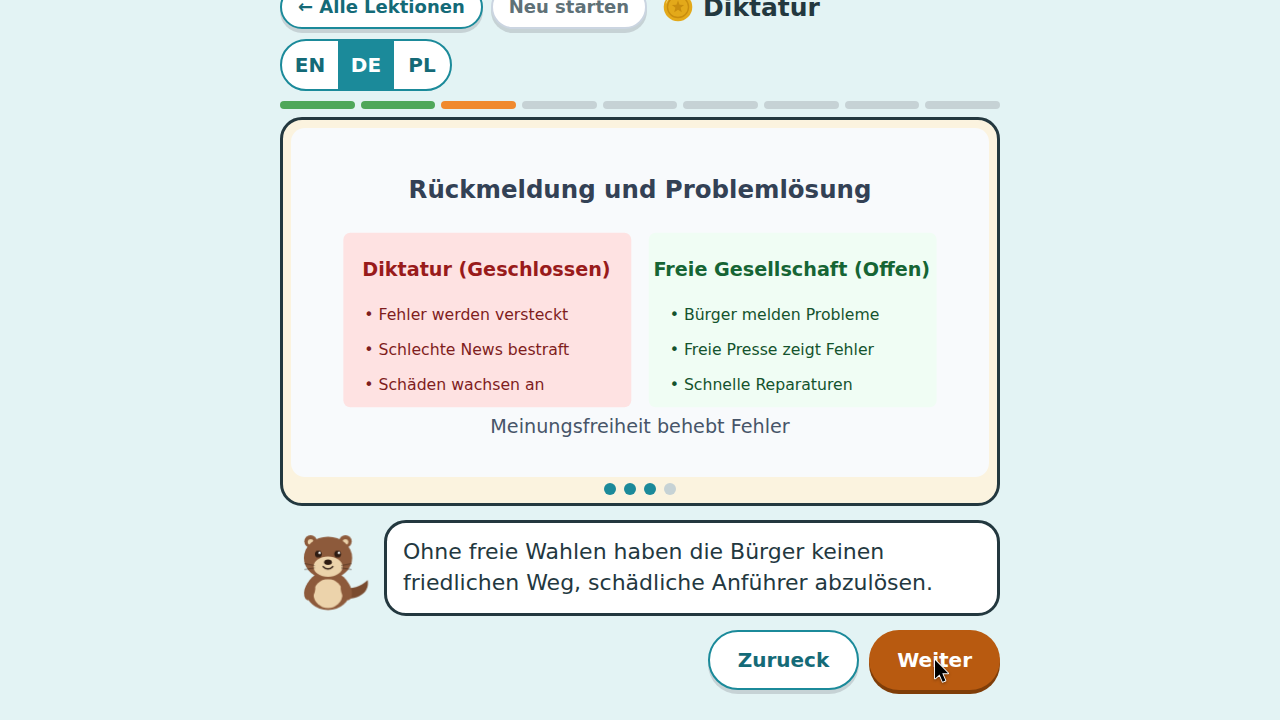 ← Alle Lektionen
Neu starten
Diktatur
EN DE PL
Rückmeldung und Problemlösung
Diktatur (Geschlossen)
• Fehler werden versteckt
• Schlechte News bestraft
• Schäden wachsen an
Freie Gesellschaft (Offen)
• Bürger melden Probleme
• Freie Presse zeigt Fehler
• Schnelle Reparaturen
Meinungsfreiheit behebt Fehler
Ohne freie Wahlen haben die Bürger keinen
friedlichen Weg, schädliche Anführer abzulösen.
Zurueck
Weiter